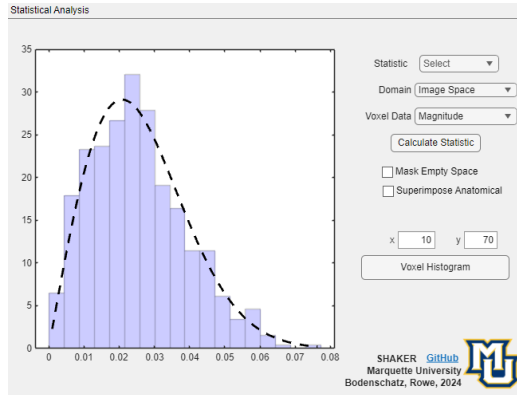 Statistical Analysis
35
30
25
20
15
10
5
0
0 0.01 0.02 0.03 0.04 0.05 0.06 0.07 0.08
Statistic Select
Domain Image Space
Voxel Data Magnitude
Calculate Statistic
Mask Empty Space
Superimpose Anatomical
x 10 y 70
Voxel Histogram
SHAKER GitHub
Marquette University
Bodenschatz, Rowe, 2024
MU